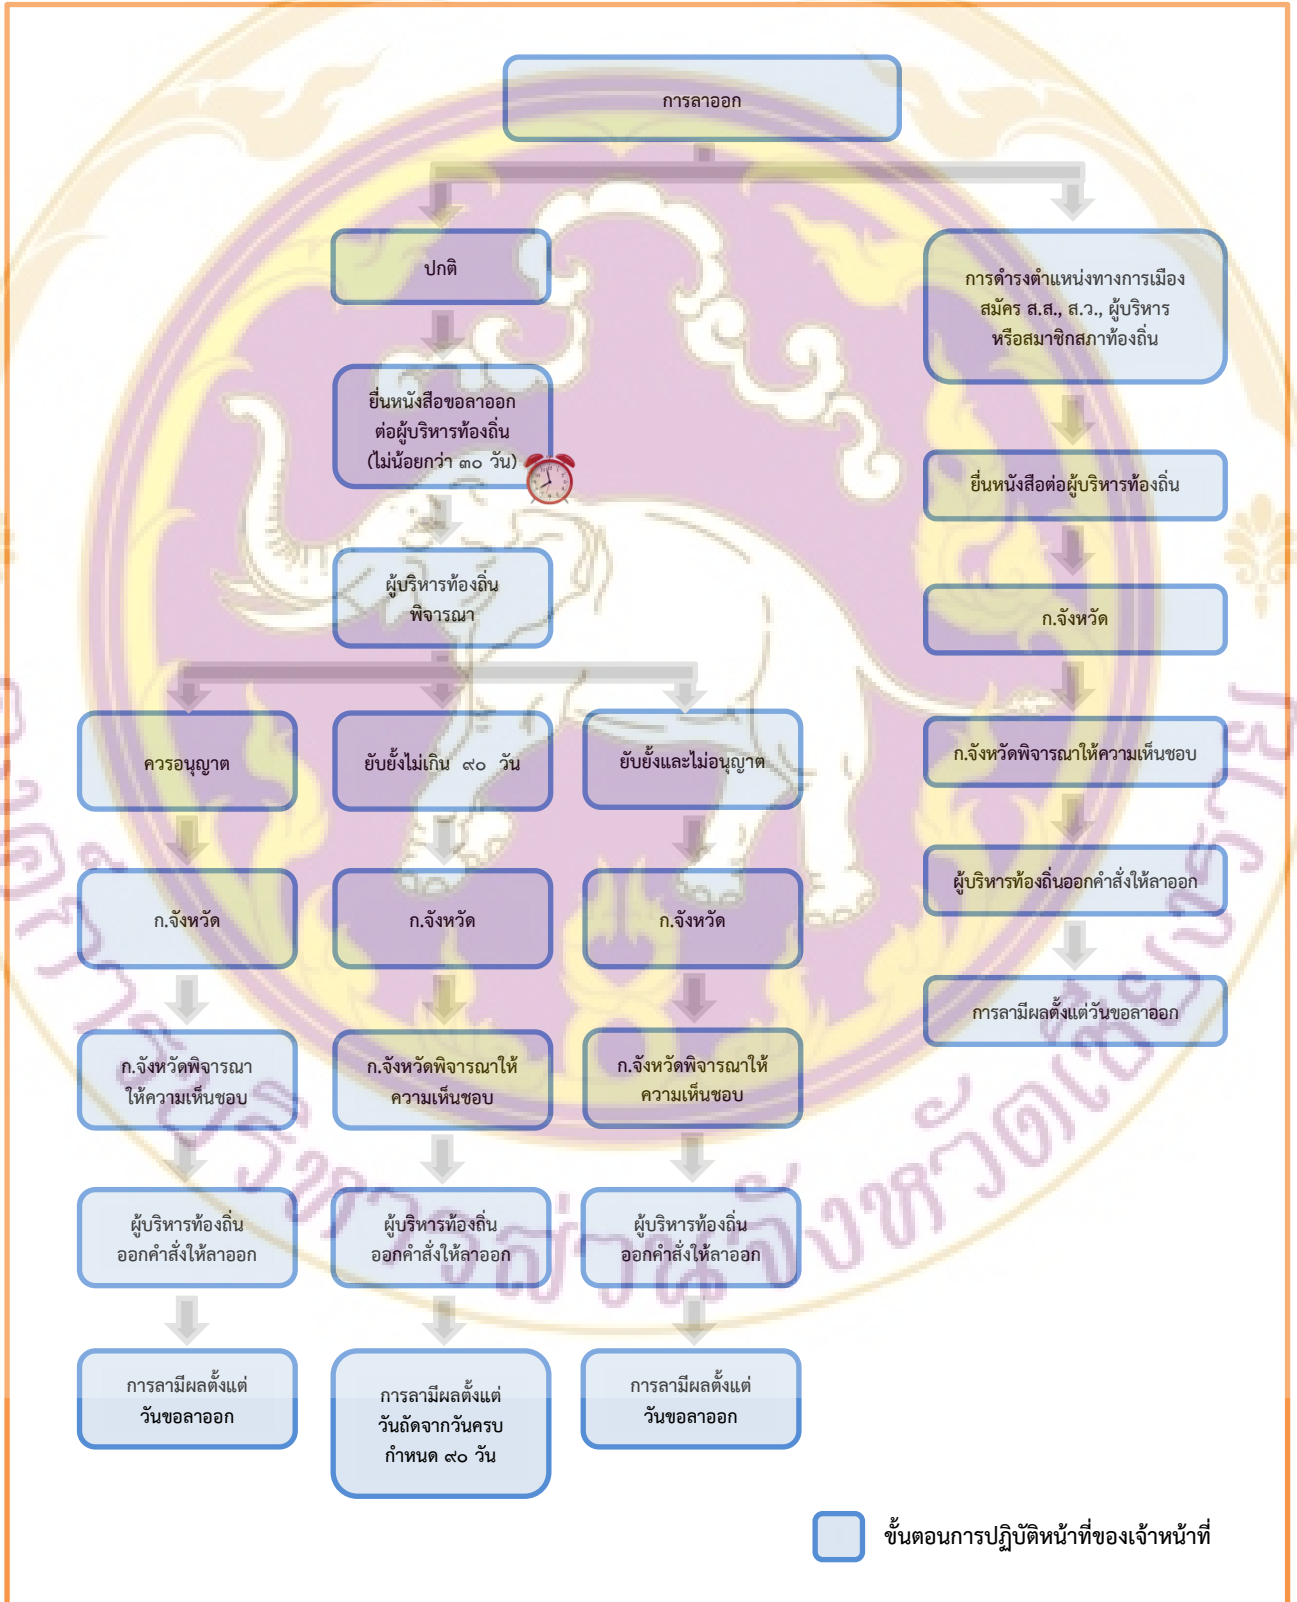 การลาออก
ปกติ
ยื่นหนังสือขอลาออก
ต่อผู้บริหารท้องถิ่น
(ไม่น้อยกว่า ๓๐ วัน)
ผู้บริหารท้องถิ่น
พิจารณา
ควรอนุญาต
ก.จังหวัด
ก.จังหวัดพิจารณา
ให้ความเห็นชอบ
ผู้บริหารท้องถิ่น
ออกคำสั่งให้ลาออก
การลามีผลตั้งแต่
วันขอลาออก
ยับยั้งไม่เกิน ๙๐ วัน
ก.จังหวัด
ก.จังหวัดพิจารณาให้
ความเห็นชอบ
ผู้บริหารท้องถิ่น
ออกคำสั่งให้ลาออก
การลามีผลตั้งแต่
วันถัดจากวันครบ
กำหนด ๙๐ วัน
ยับยั้งและไม่อนุญาต
ก.จังหวัด
ก.จังหวัดพิจารณาให้
ความเห็นชอบ
ผู้บริหารท้องถิ่น
ออกคำสั่งให้ลาออก
การลามีผลตั้งแต่
วันขอลาออก
การดำรงตำแหน่งทางการเมือง
สมัคร ส.ส., ส.ว., ผู้บริหาร
หรือสมาชิกสภาท้องถิ่น
ยื่นหนังสือต่อผู้บริหารท้องถิ่น
ก.จังหวัด
ก.จังหวัดพิจารณาให้ความเห็นชอบ
ผู้บริหารท้องถิ่นออกคำสั่งให้ลาออก
การลามีผลตั้งแต่วันขอลาออก
ขั้นตอนการปฏิบัติหน้าที่ของเจ้าหน้าที่
องค์การบริหารส่วนจังหวัดเชียงราย